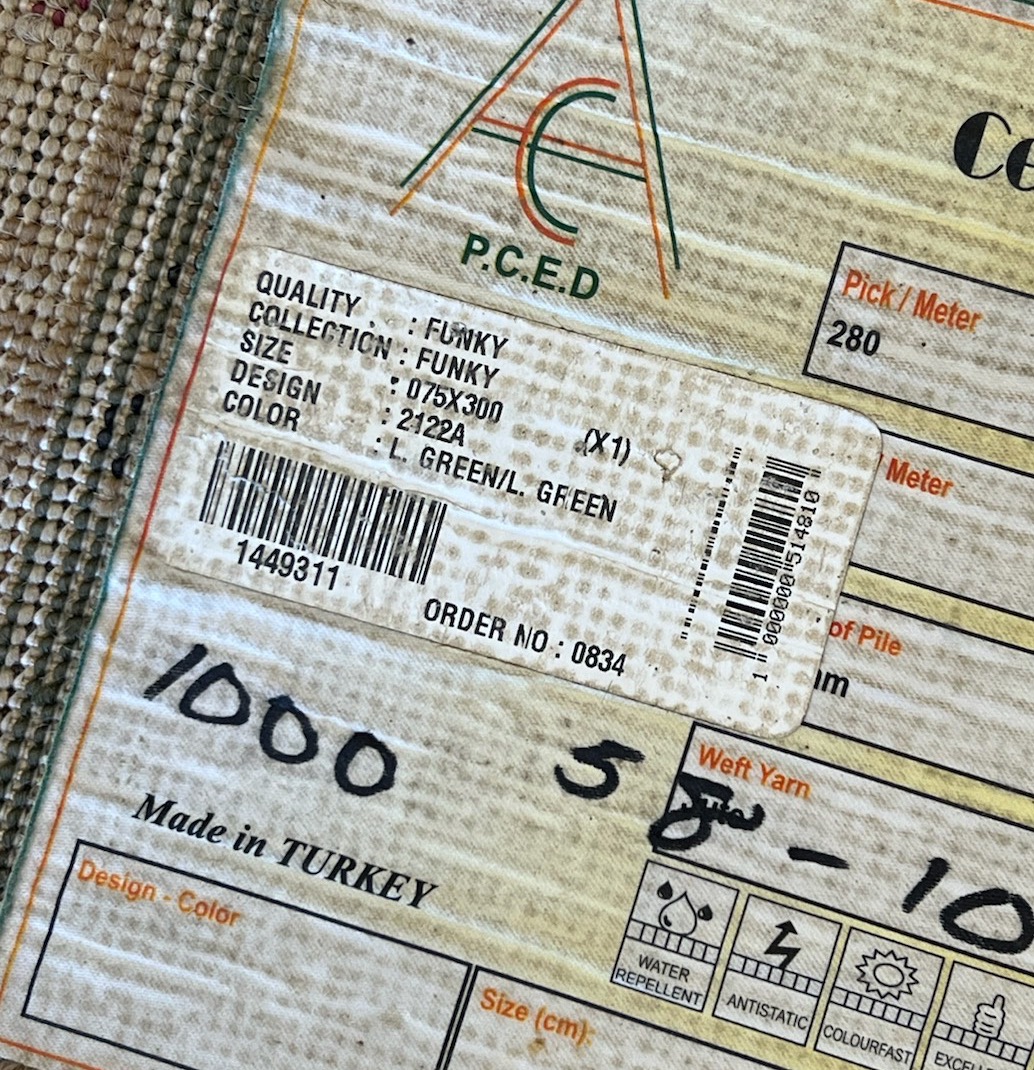 P.C.E.D
Ce
Pick / Meter
280
QUALITY : FUNKY
COLLECTION : FUNKY
SIZE : 075X300 (X1)
DESIGN : 2122A
COLOR : L. GREEN/L. GREEN
1449311
ORDER NO : 0834
1 000000 514810
Meter
of Pile
mm
1000 5 - 10
Weft Yarn
Made in TURKEY
Design - Color
Size (cm)
WATER
REPELLENT
ANTISTATIC
COLOURFAST
EXCELLE